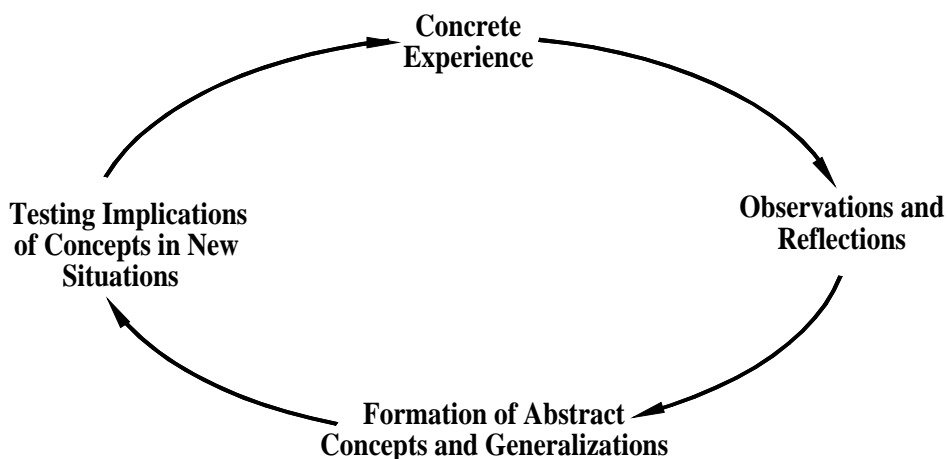 Concrete
Experience
Observations and
Reflections
Formation of Abstract
Concepts and Generalizations
Testing Implications
of Concepts in New
Situations